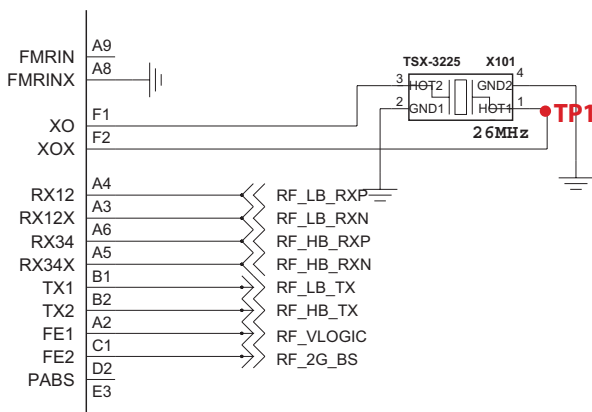 A9
FMRIN
A8
FMRINX
F1
XO
F2
XOX
A4
RX12
A3
RX12X
A6
RX34
A5
RX34X
B1
TX1
B2
TX2
A2
FE1
C1
FE2
D2
PABS
E3
TSX-3225 X101
3 HOT2 GND2 4
2 GND1 HOT1 1
TP1
26MHz
RF_LB_RXP
RF_LB_RXN
RF_HB_RXP
RF_HB_RXN
RF_LB_TX
RF_HB_TX
RF_VLOGIC
RF_2G_BS